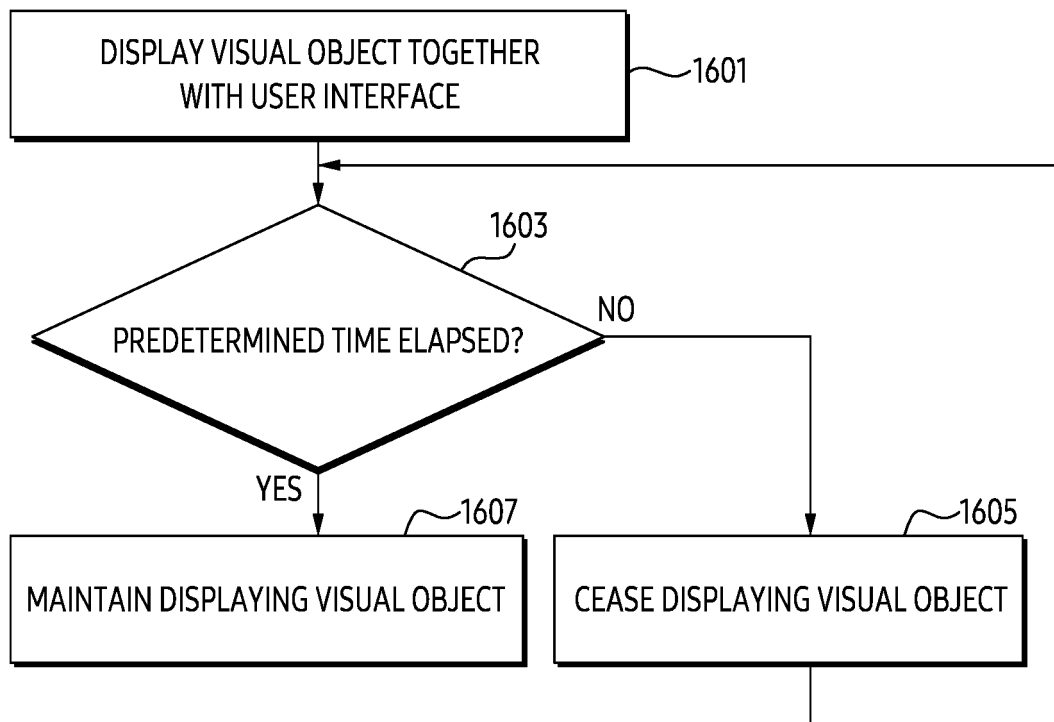 DISPLAY VISUAL OBJECT TOGETHER
WITH USER INTERFACE
1601
1603
PREDETERMINED TIME ELAPSED?
NO
YES
1607
1605
MAINTAIN DISPLAYING VISUAL OBJECT
CEASE DISPLAYING VISUAL OBJECT